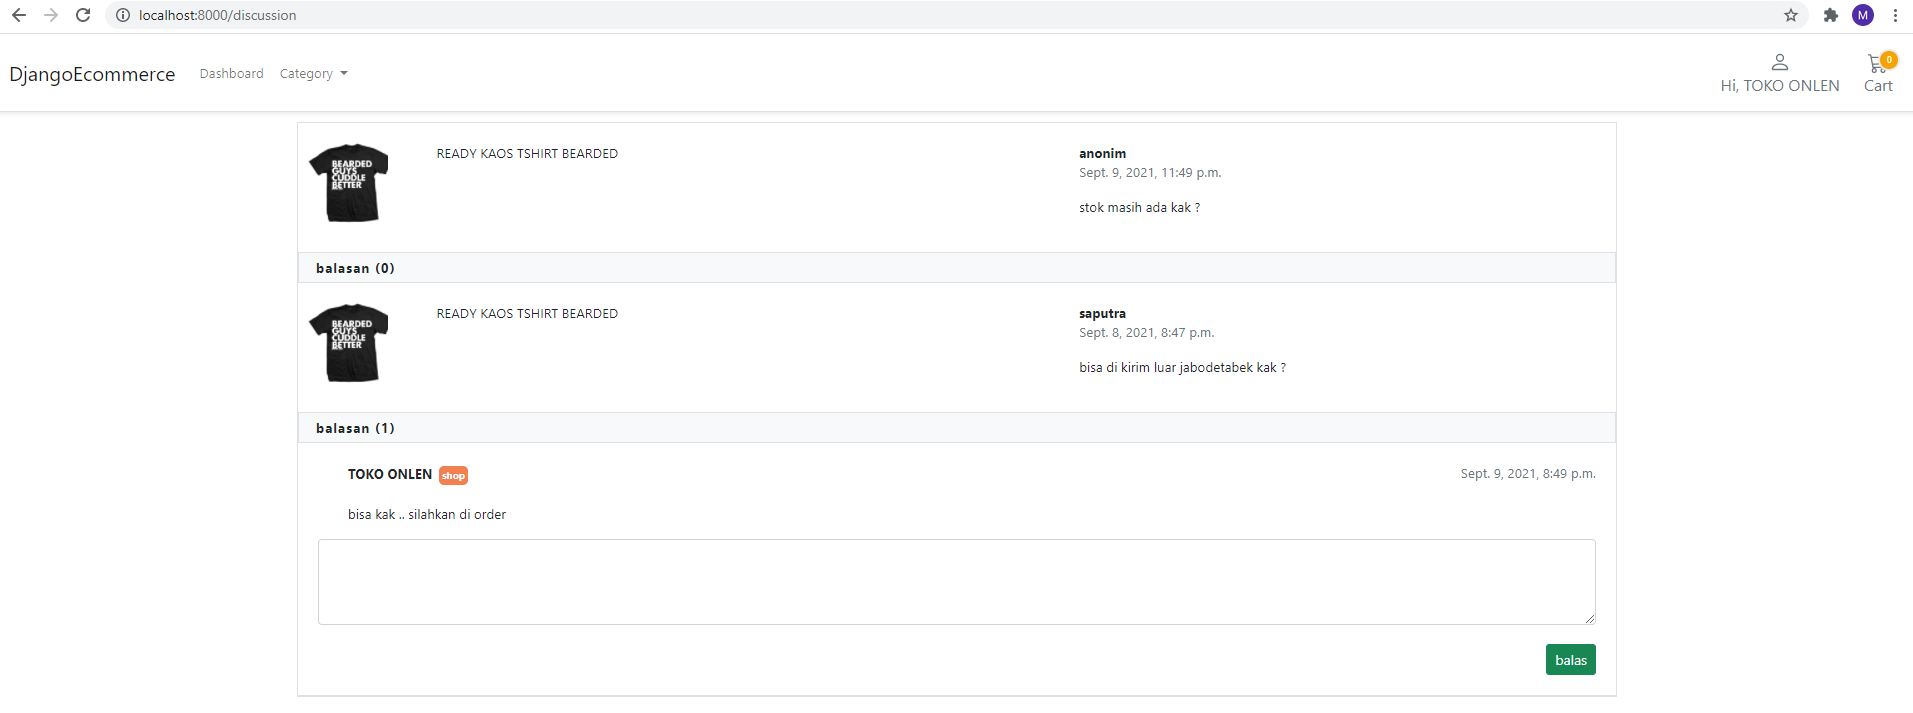 localhost:8000/discussion
M
DjangoEcommerce
Dashboard
Category
Hi, TOKO ONLEN
0
Cart
BEARDED
GUYS
CUDDLE
BETTER
READY KAOS TSHIRT BEARDED
anonim
Sept. 9, 2021, 11:49 p.m.
stok masih ada kak ?
balasan (0)
BEARDED
GUYS
CUDDLE
BETTER
READY KAOS TSHIRT BEARDED
saputra
Sept. 8, 2021, 8:47 p.m.
bisa di kirim luar jabodetabek kak ?
balasan (1)
TOKO ONLEN shop
Sept. 9, 2021, 8:49 p.m.
bisa kak .. silahkan di order
balas